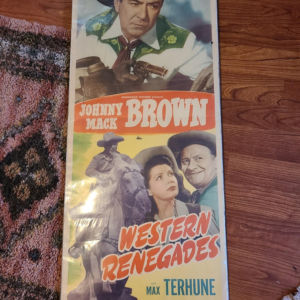 JOHNNY
MACK BROWN
WESTERN
RENEGADES
MAX TERHUNE